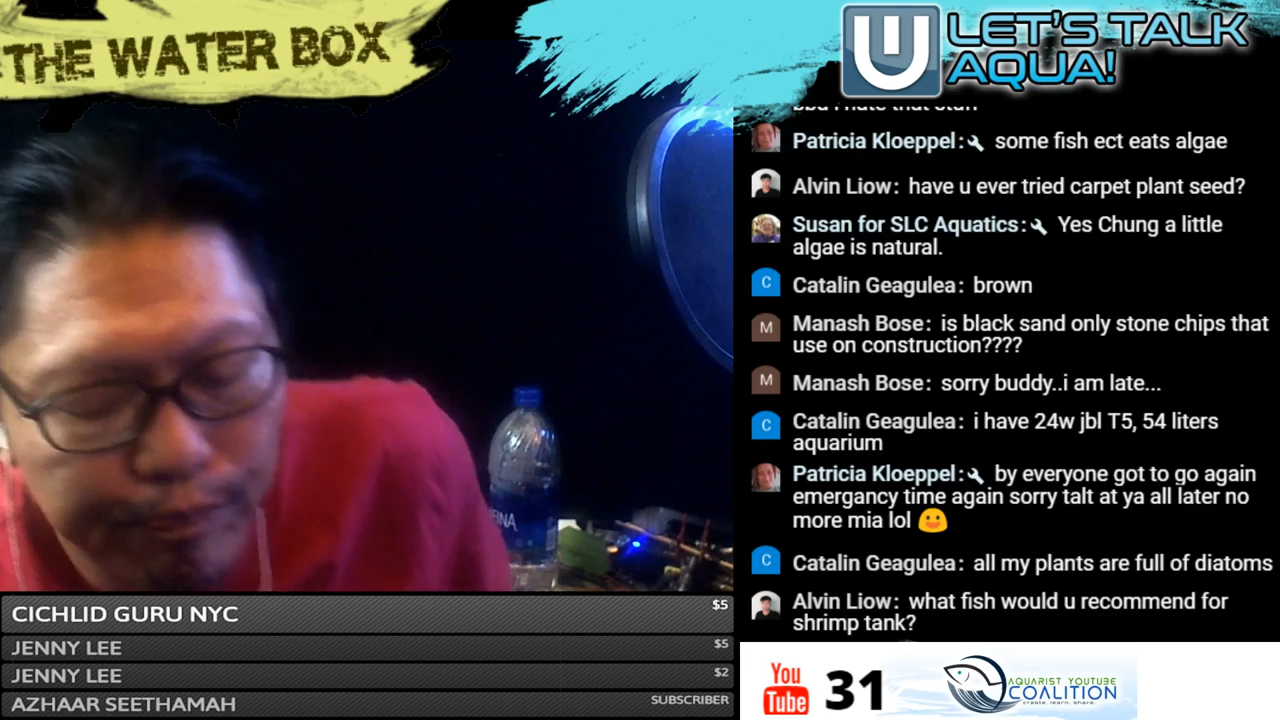 THE WATER BOX
LET'S TALK
AQUA!
Patricia Kloeppel: some fish ect eats algae
Alvin Liow: have u ever tried carpet plant seed?
Susan for SLC Aquatics: Yes Chung a little
algae is natural.
C Catalin Geagulea: brown
M Manash Bose: is black sand only stone chips that
use on construction????
M Manash Bose: sorry buddy..i am late...
C Catalin Geagulea: i have 24w jbl T5, 54 liters
aquarium
Patricia Kloeppel: by everyone got to go again
emergancy time again sorry talt at ya all later no
more mia lol
C Catalin Geagulea: all my plants are full of diatoms
Alvin Liow: what fish would u recommend for
shrimp tank?
CICHLID GURU NYC $5
JENNY LEE $5
JENNY LEE $2
AZHAAR SEETHAMAH SUBSCRIBER
You
Tube
31
AQUARIST YOUTUBE
COALITION
create. learn. share.